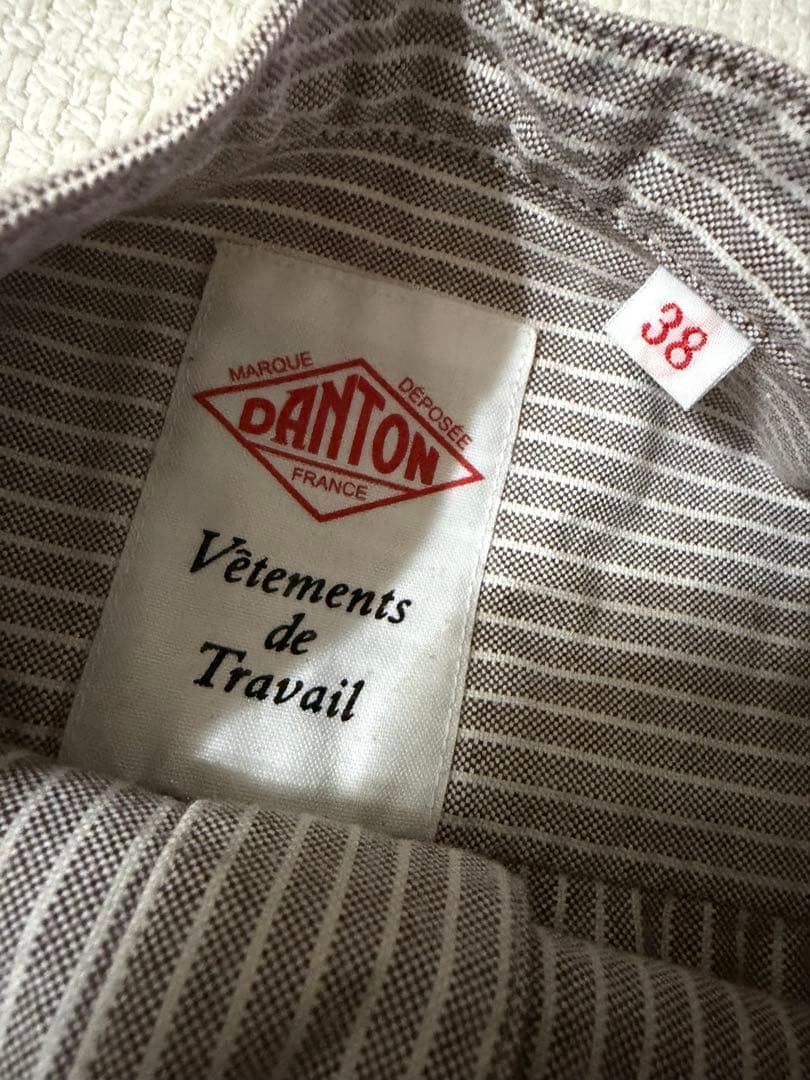 MARQUE DÉPOSÉE
DANTON
FRANCE
Vêtements
de
Travail
38